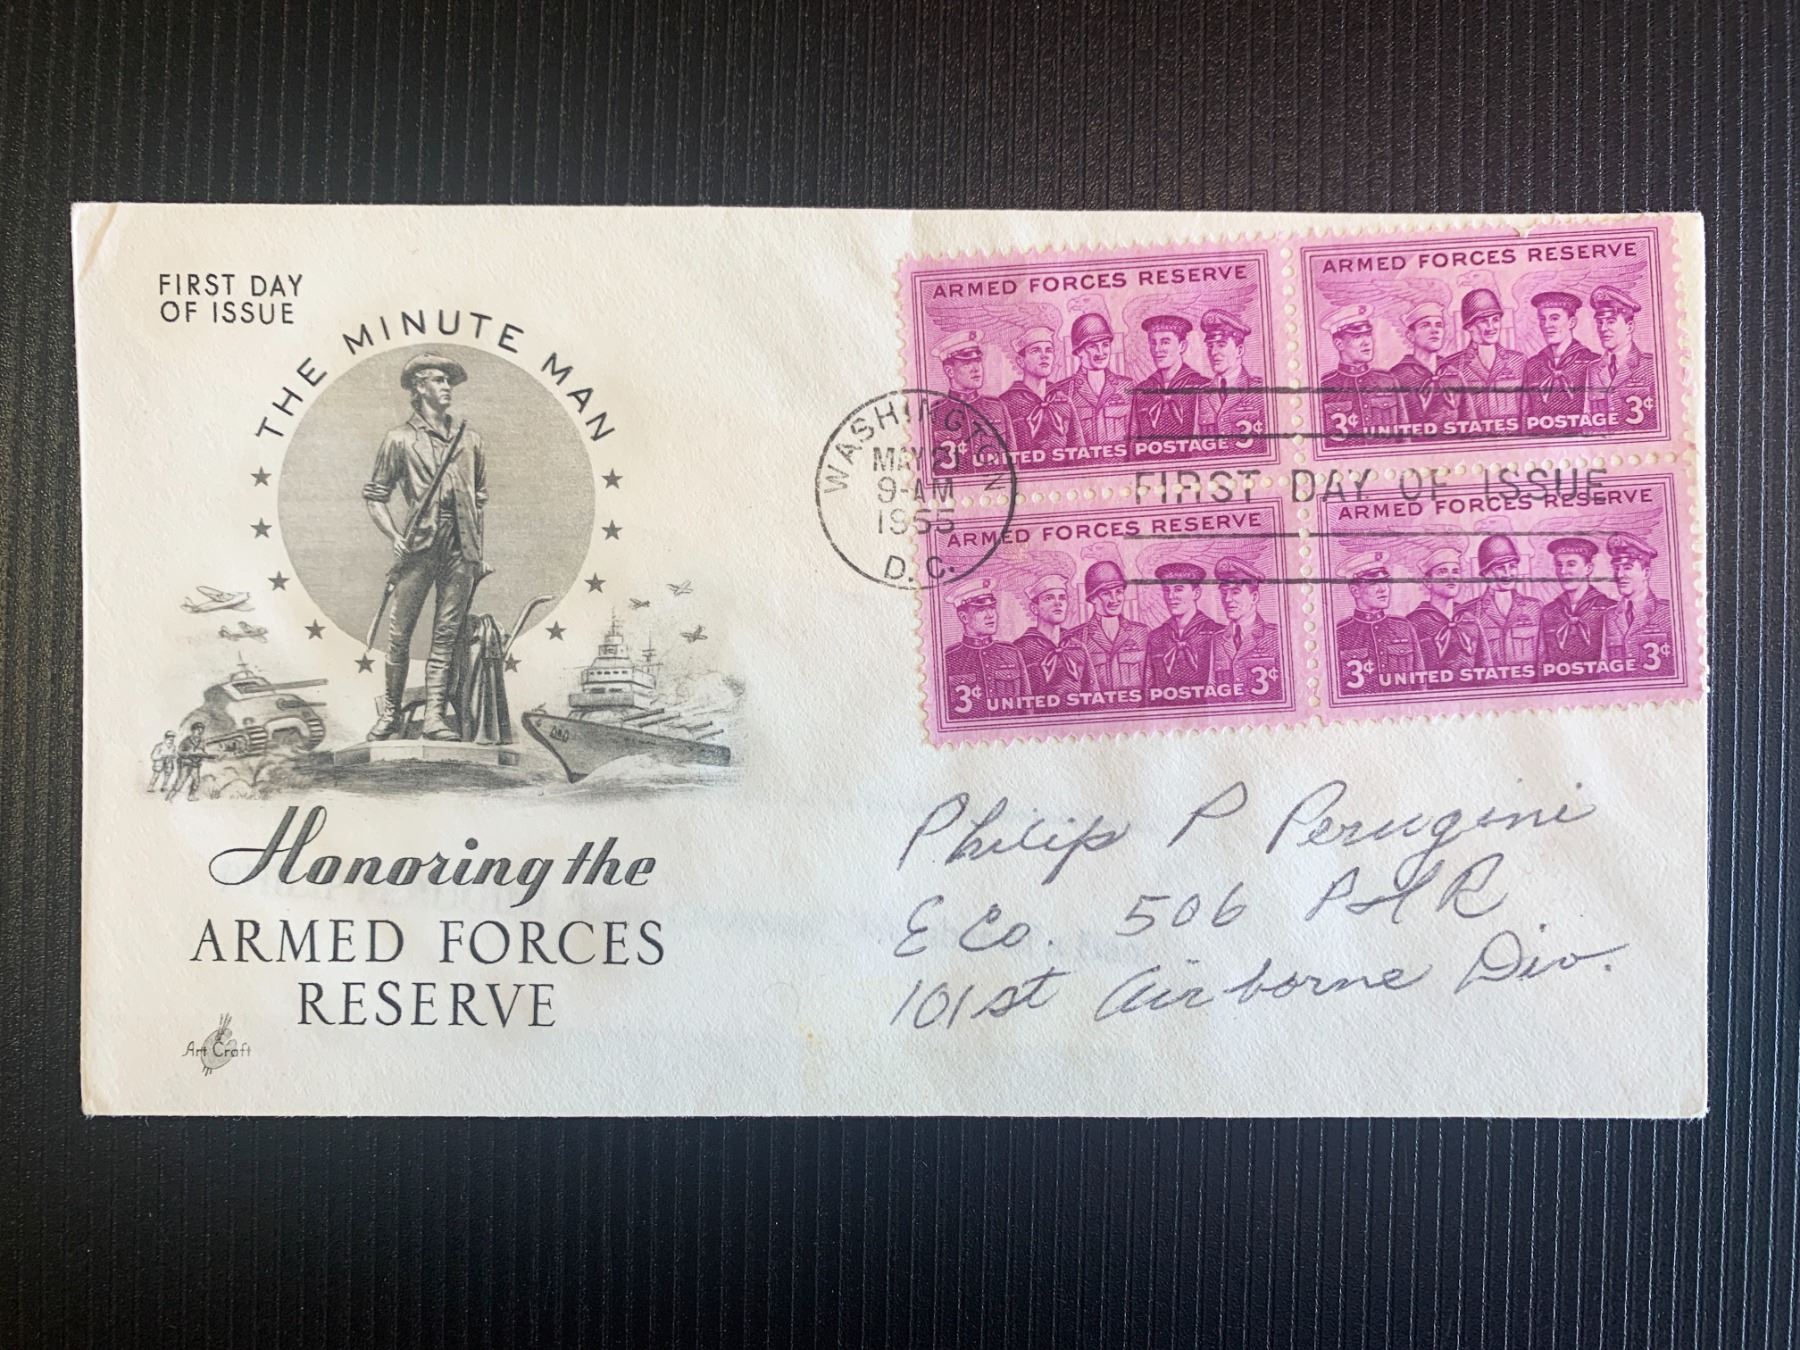 FIRST DAY
OF ISSUE
THE MINUTE MAN
Honoring the
ARMED FORCES
RESERVE
Art Craft
ARMED FORCES RESERVE
3¢ UNITED STATES POSTAGE 3¢
ARMED FORCES RESERVE
3¢ UNITED STATES POSTAGE 3¢
WASHINGTON
MAY 21
9-AM
1955
D.C.
FIRST DAY OF ISSUE
ARMED FORCES RESERVE
3¢ UNITED STATES POSTAGE 3¢
ARMED FORCES RESERVE
3¢ UNITED STATES POSTAGE 3¢
Philip P Perugini
E Co. 506 PIR
101st Airborne Div.